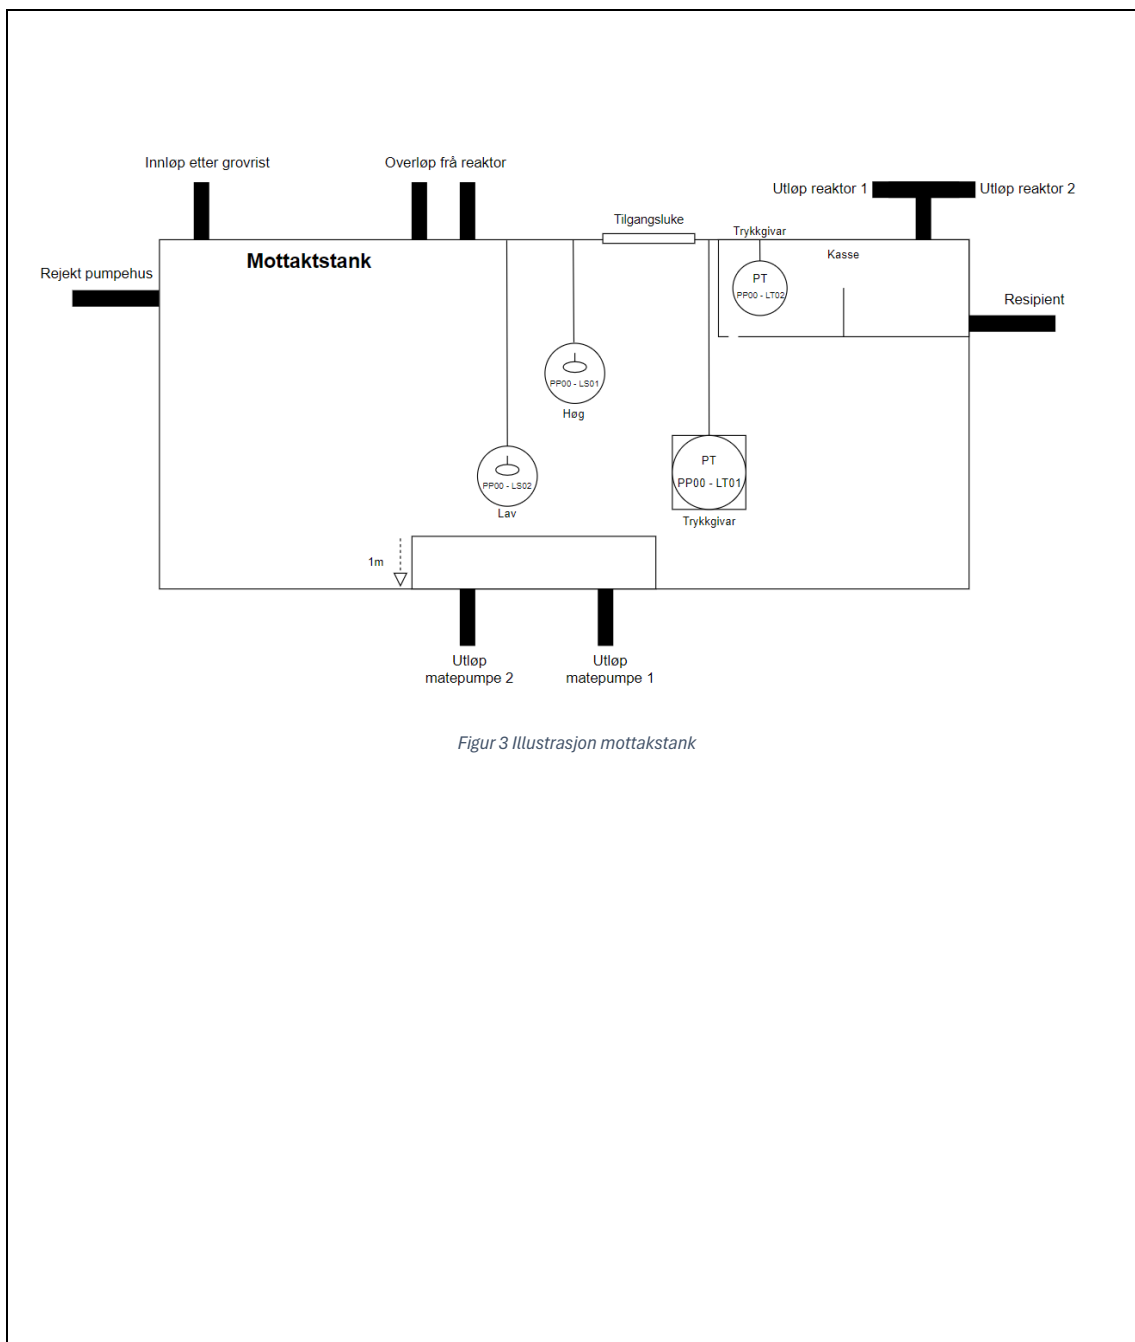 Innløp etter grovrist
Overløp frå reaktor
Utløp reaktor 1
Utløp reaktor 2
Tilgangsluke
Trykkgivar
Mottaktstank
Kasse
Rejekt pumpehus
PT
PP00 - LT02
Resipient
PP00 - LS01
Høg
PT
PP00 - LT01
PP00 - LS02
Lav
Trykkgivar
1m
Utløp
matepumpe 2
Utløp
matepumpe 1
Figur 3 Illustrasjon mottakstank